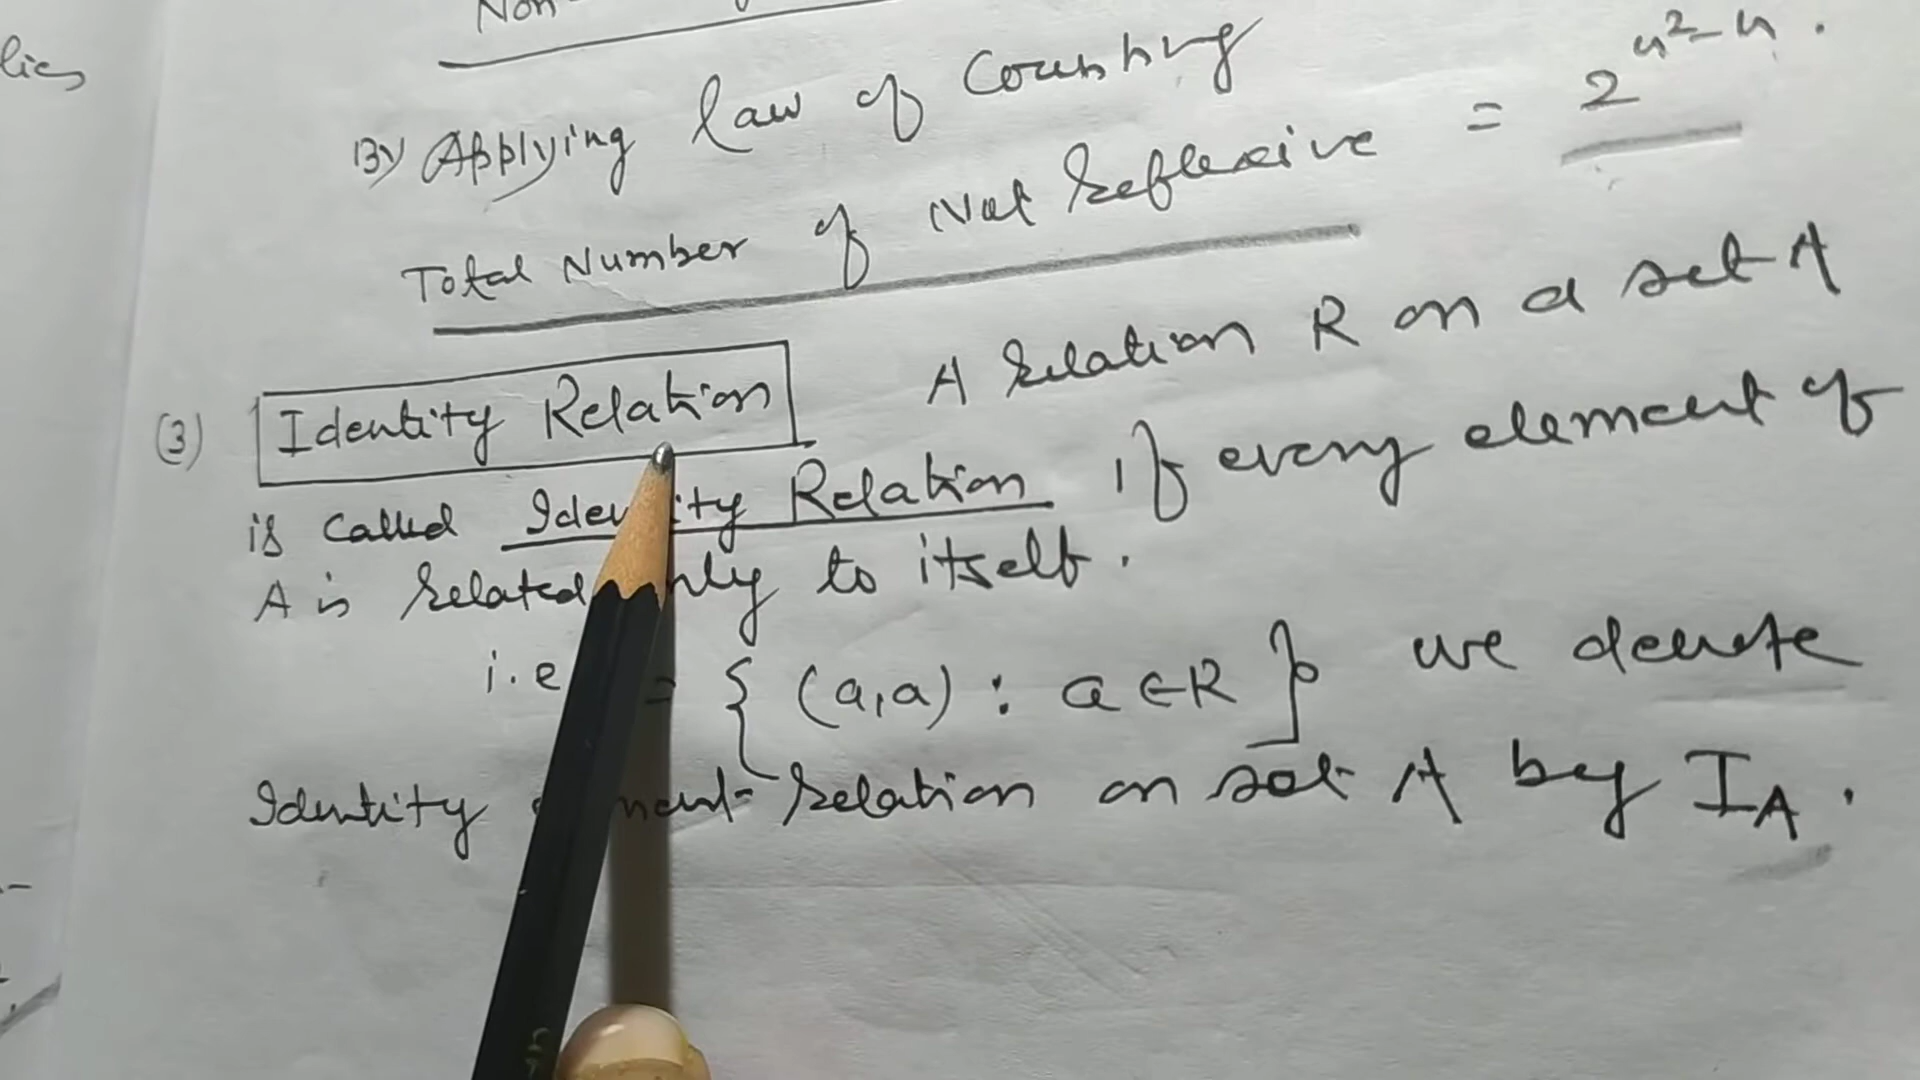 lies
Non
By Applying law of Counting
Total Number of Not Reflexive = 2^n²-n.
(3) Identity Relation A Relation R on a set A
is called Identity Relation if every element of
A is Related only to itself.
i.e = { (a,a) : a ∈ R } we denote
Identity Relation on set A by I_A.